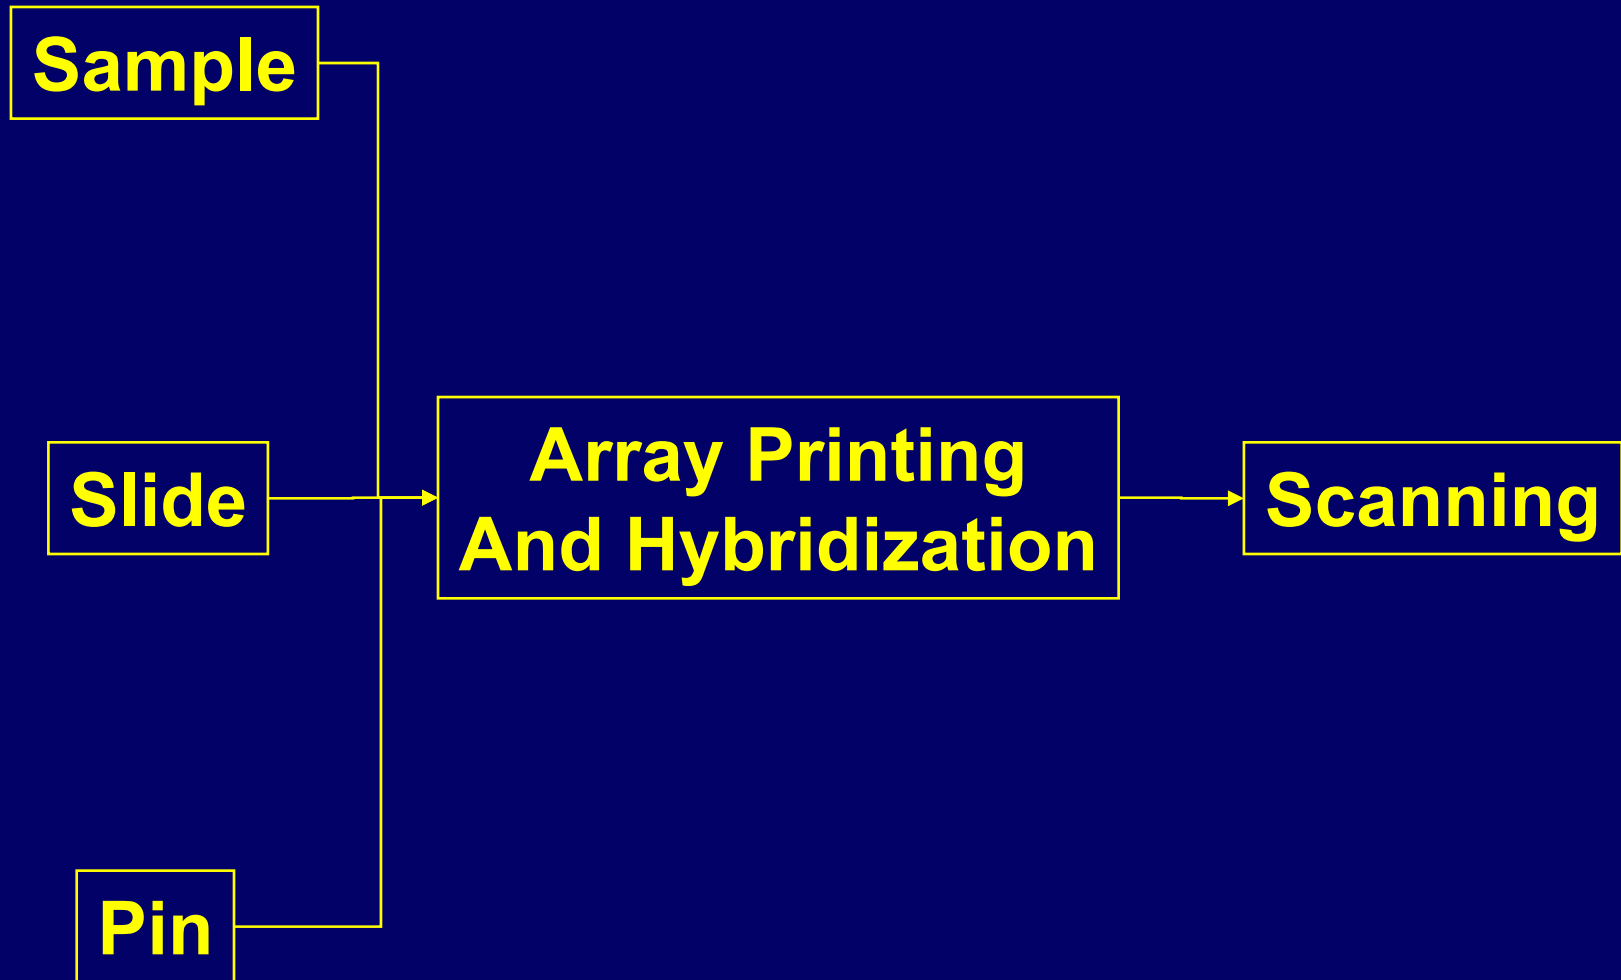 Sample
Slide
Array Printing
And Hybridization
Scanning
Pin